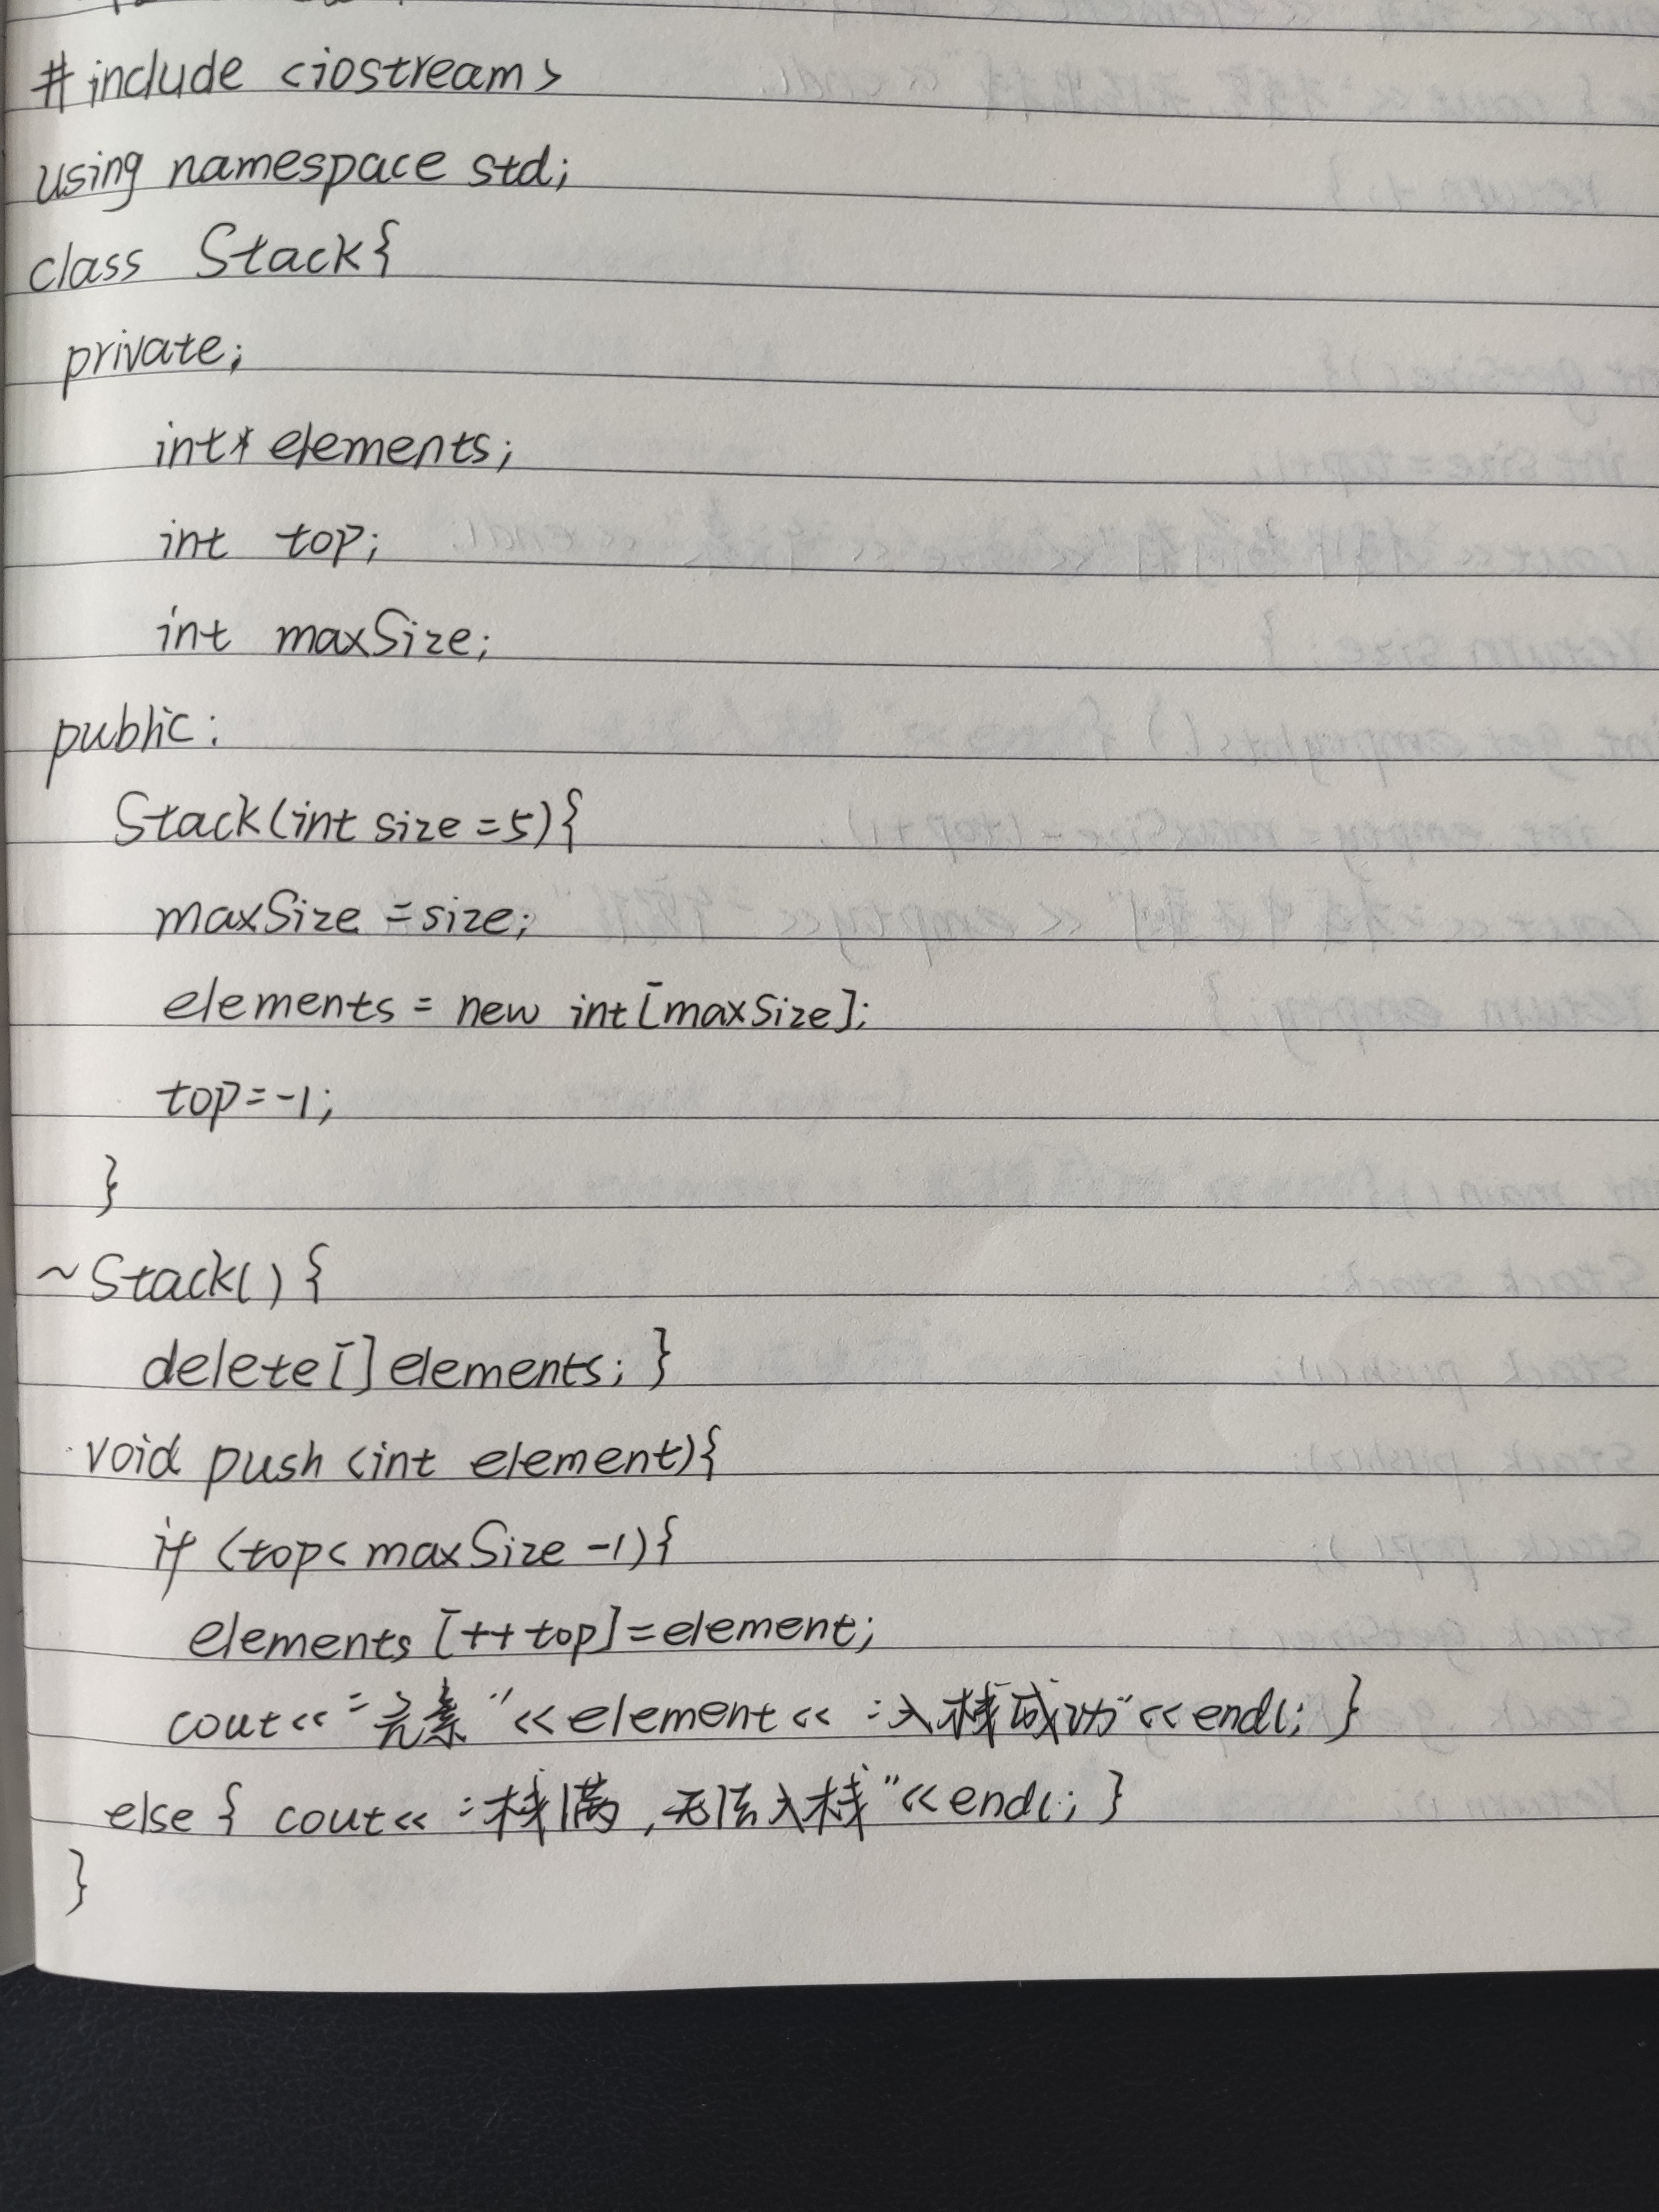 #include <iostream>
using namespace std;
class Stack{
private;
int* elements;
int top;
int maxSize;
public:
Stack(int size=5){
maxSize=size;
elements = new int[maxSize];
top=-1;
}
~Stack(){
delete[]elements; }
void push (int element){
if (top< maxSize -1){
elements [++top]=element;
cout<<"元素"<<element<< "入栈成功"<<endl; }
else { cout<< "栈满,无法入栈"<<endl; }
}